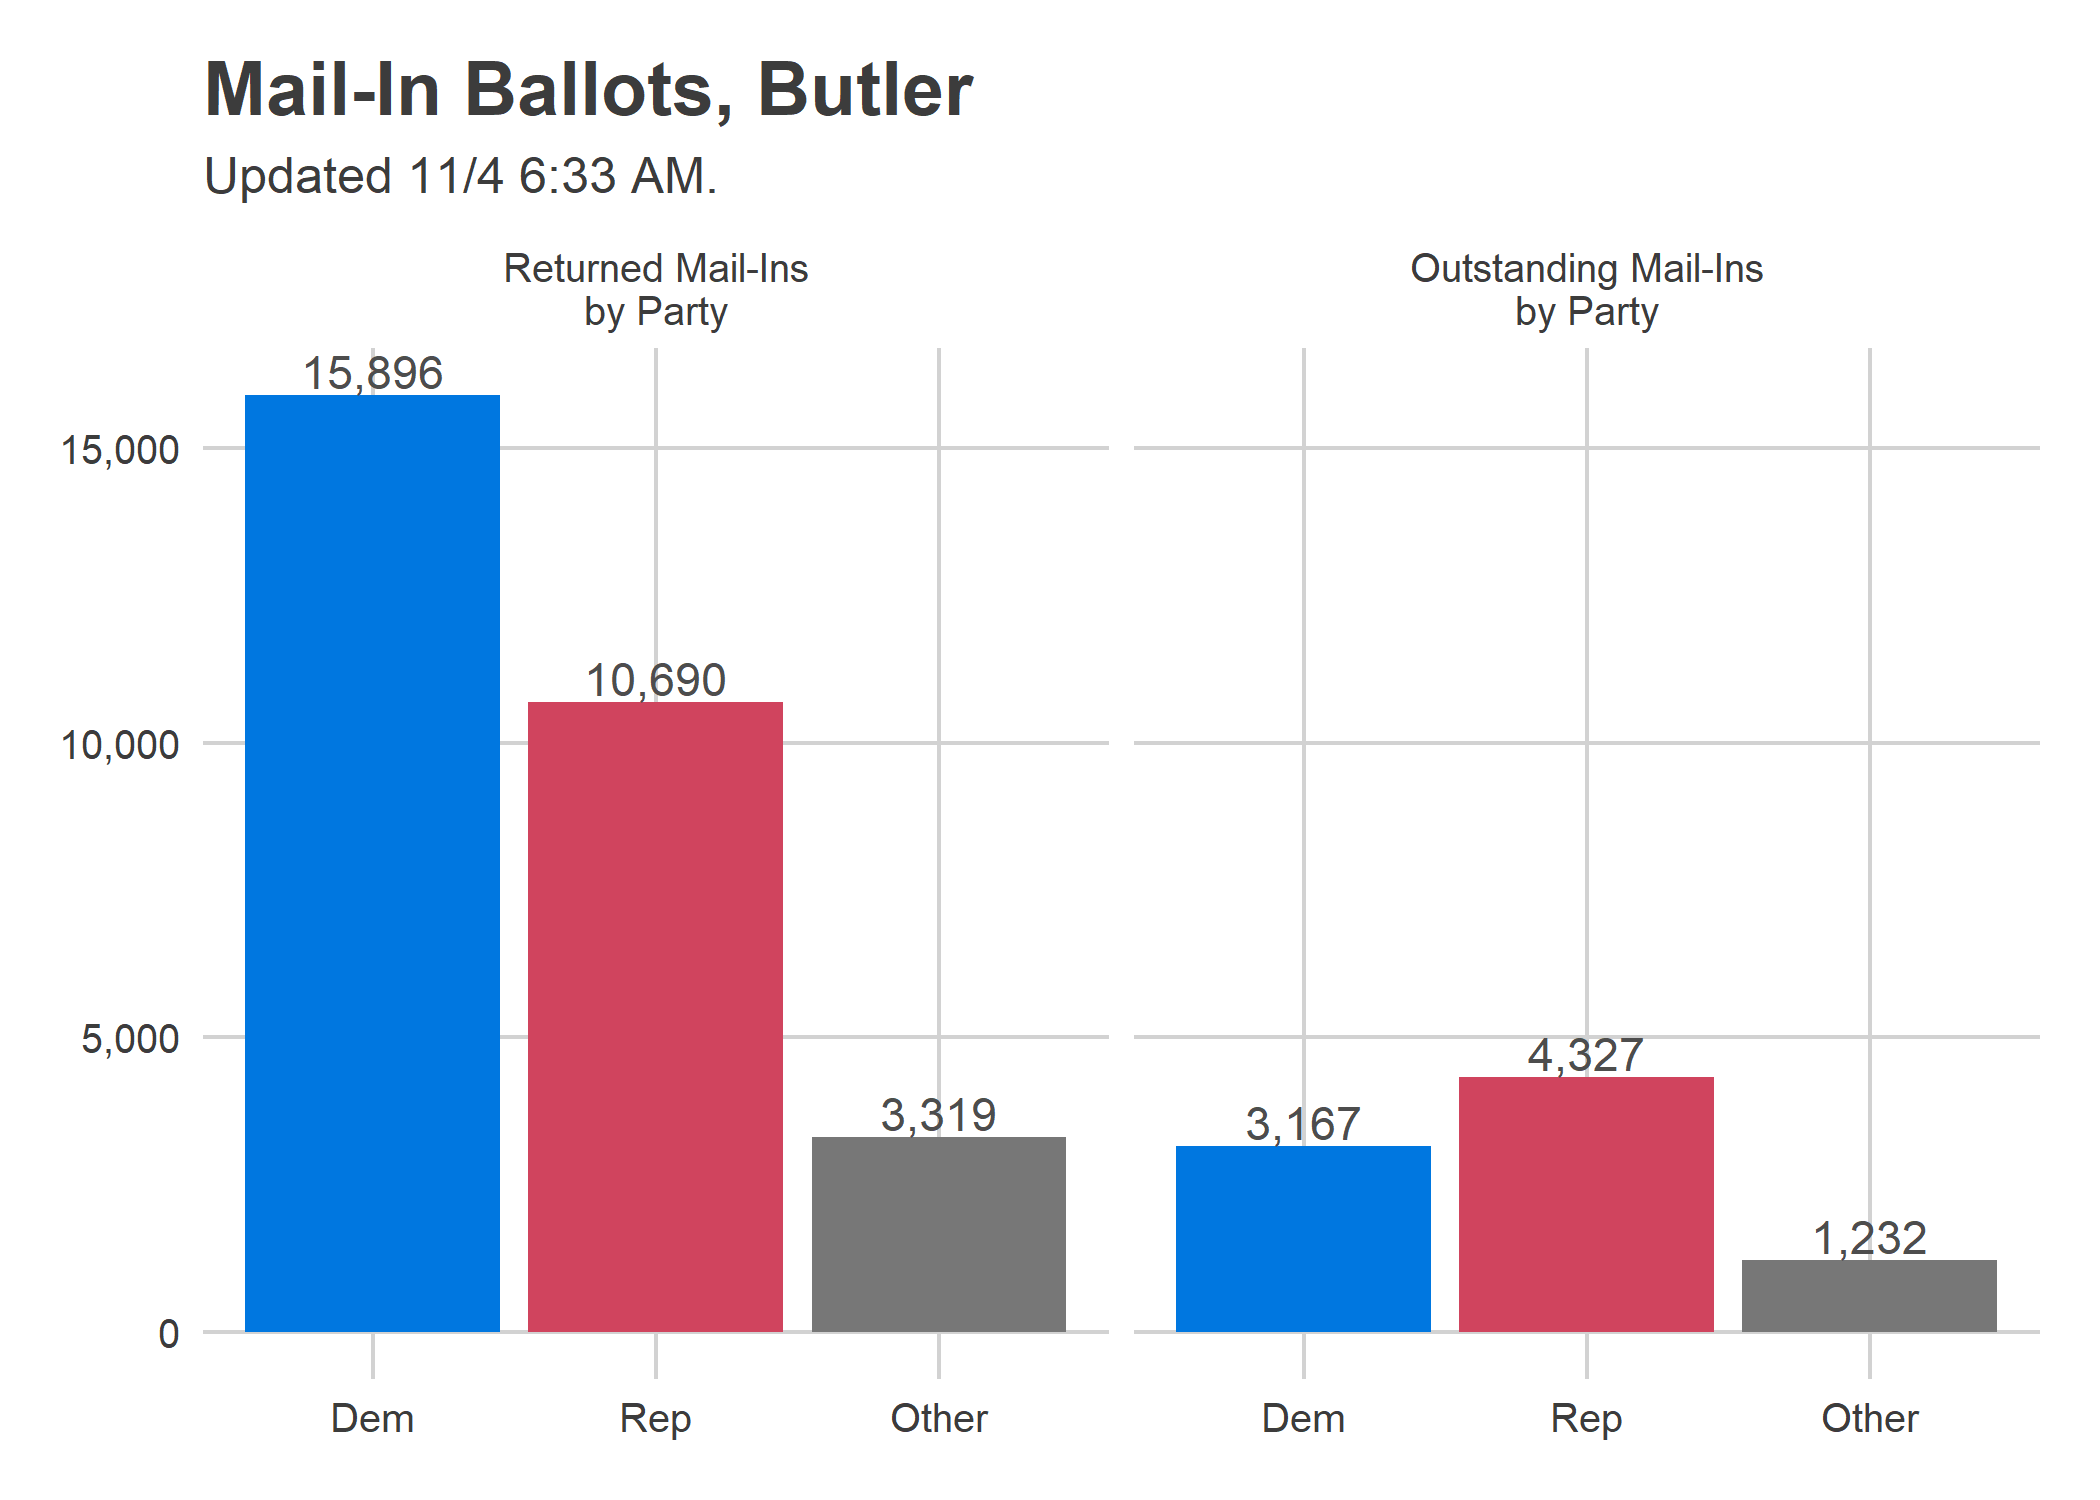 Mail-In Ballots, Butler
Updated 11/4 6:33 AM.
Returned Mail-Ins
by Party
Outstanding Mail-Ins
by Party
15,000
10,000
5,000
0
15,896
10,690
3,319
3,167
4,327
1,232
Dem
Rep
Other
Dem
Rep
Other